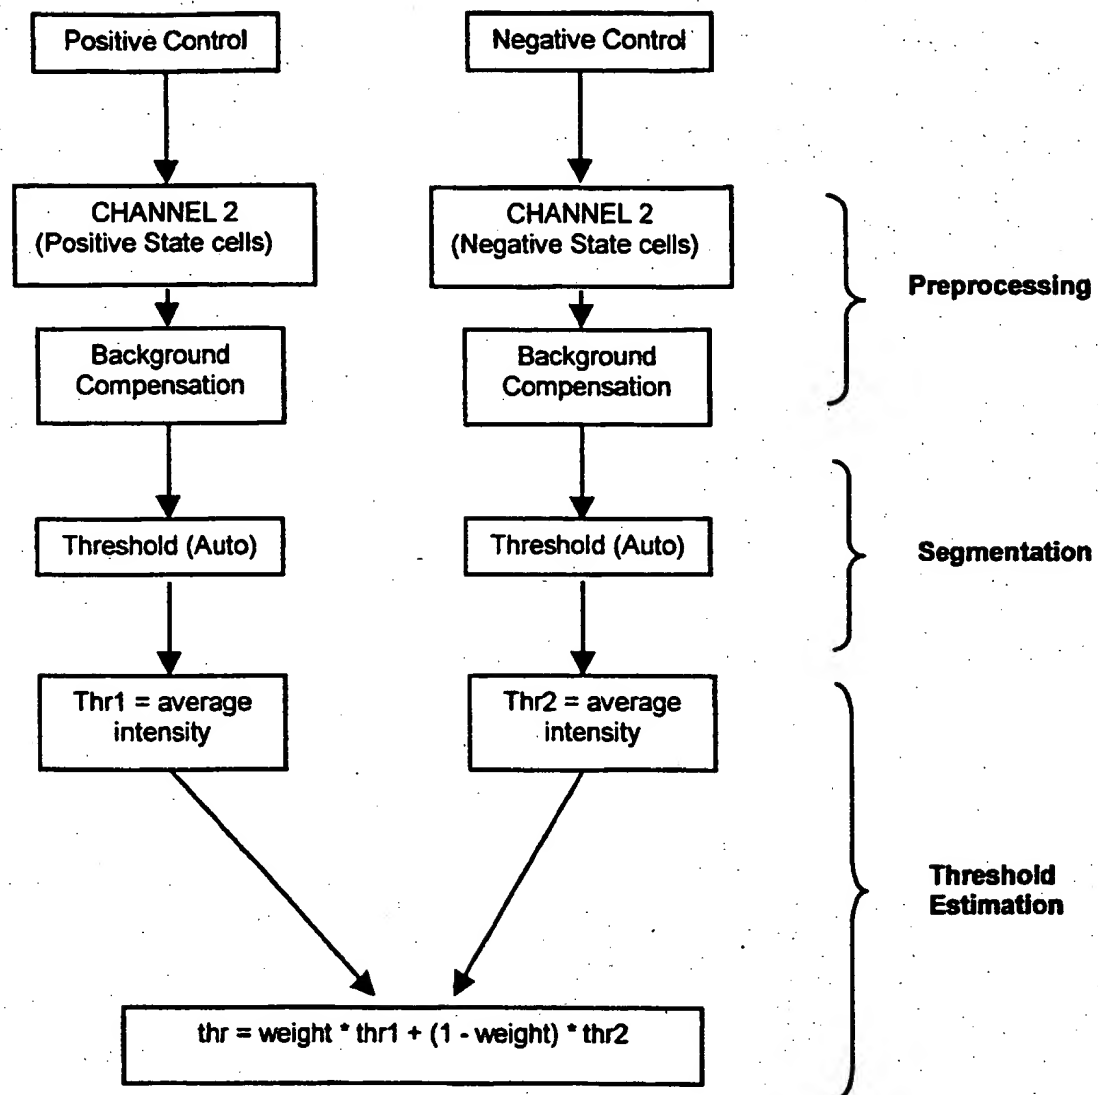 Positive Control
Negative Control
CHANNEL 2
(Positive State cells)
CHANNEL 2
(Negative State cells)
Preprocessing
Background
Compensation
Background
Compensation
Threshold (Auto)
Threshold (Auto)
Segmentation
Thr1 = average
intensity
Thr2 = average
intensity
Threshold
Estimation
thr = weight * thr1 + (1 - weight) * thr2